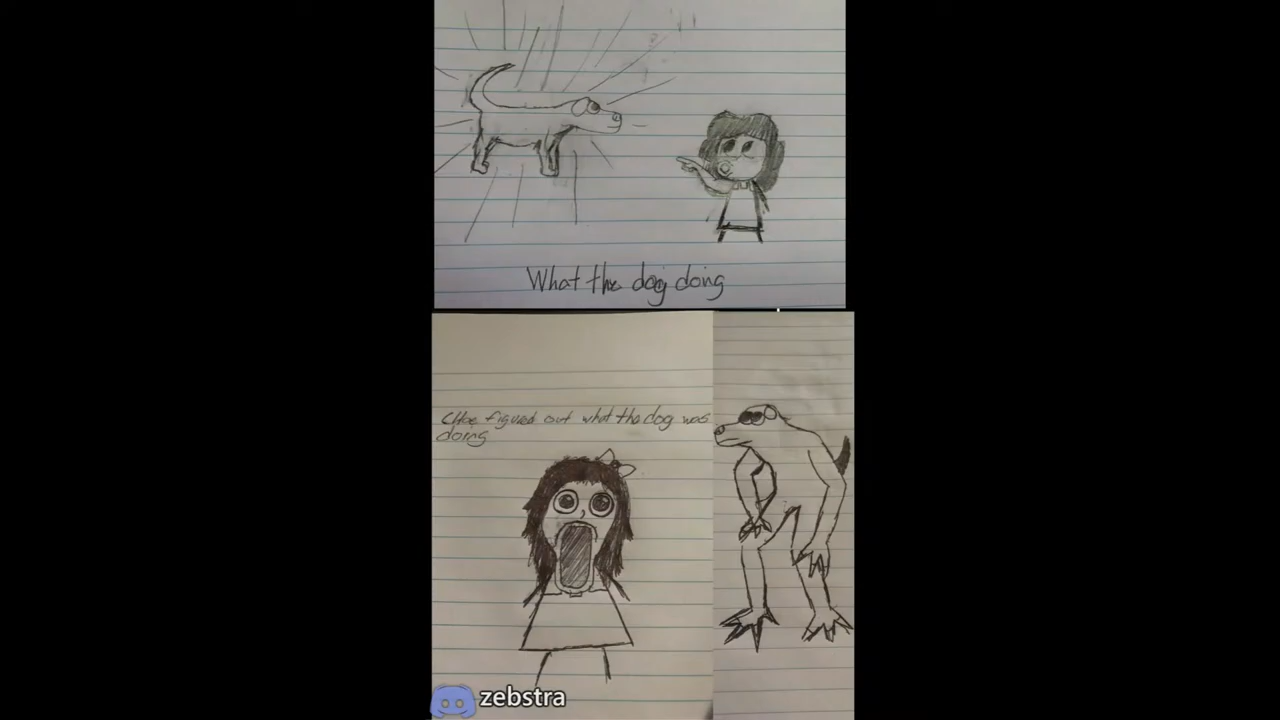 What the dog doing
Chloe figured out what the dog was
doing
zebstra